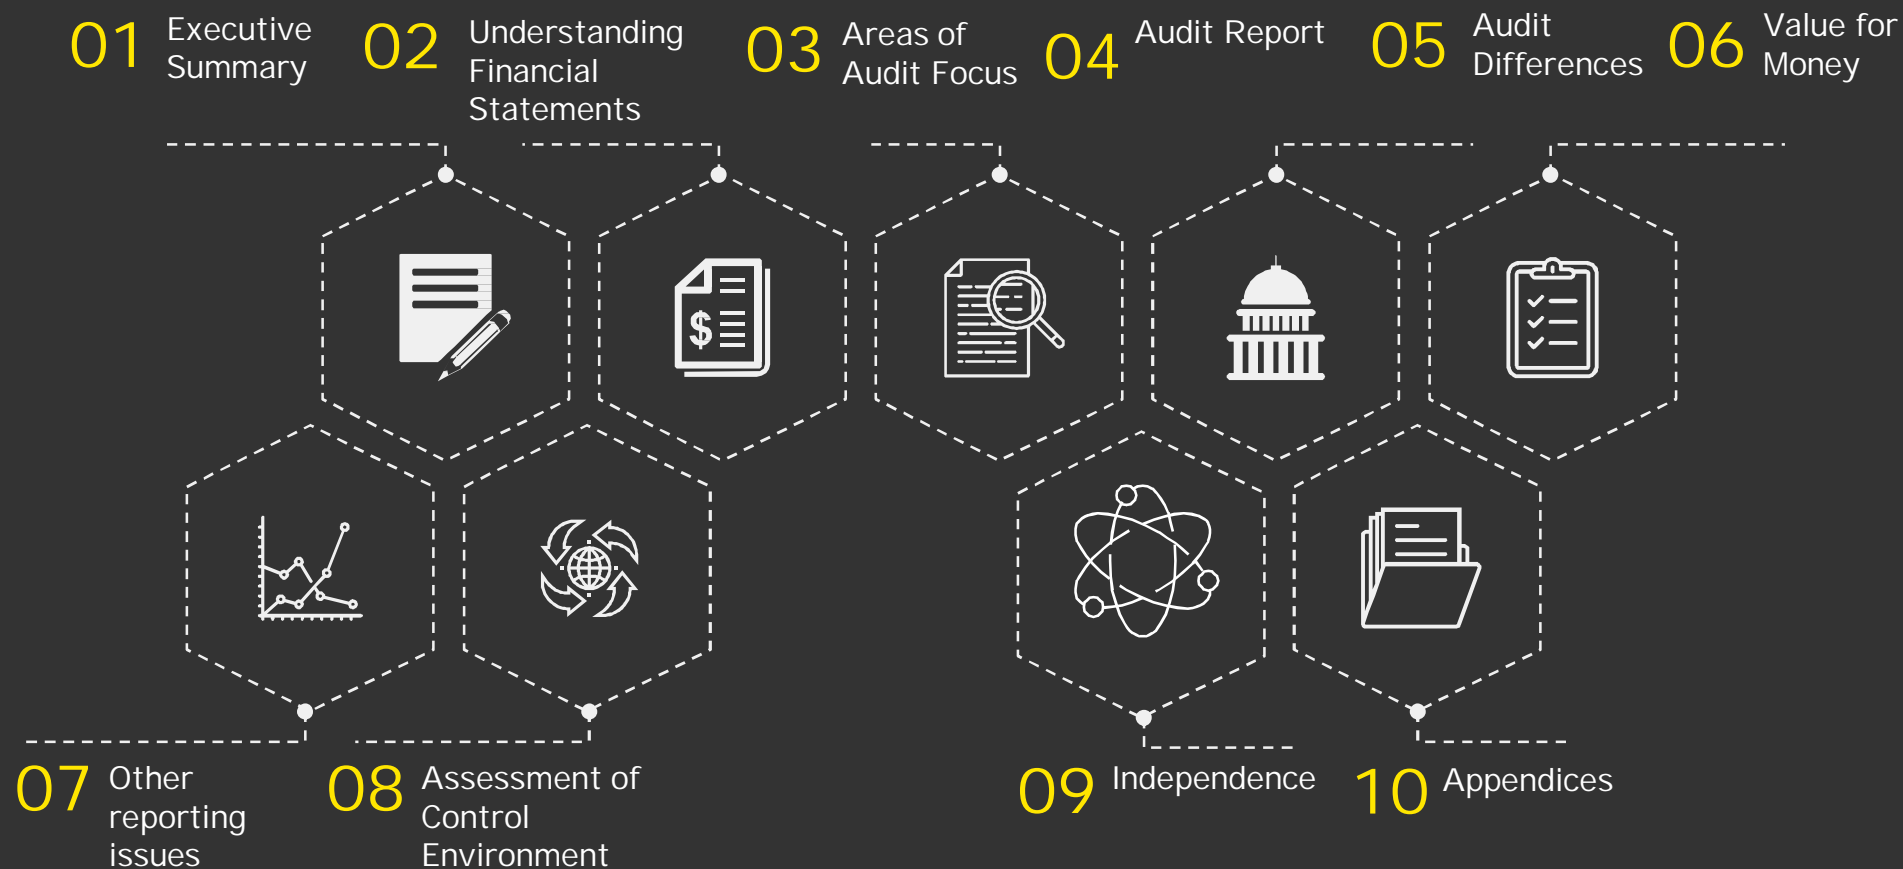 01
Executive
Summary
02
Understanding
Financial
Statements
03
Areas of
Audit Focus
04
Audit Report
05
Audit
Differences
06
Value for
Money
$
07
Other
reporting
issues
08
Assessment of
Control
Environment
09
Independence
10
Appendices